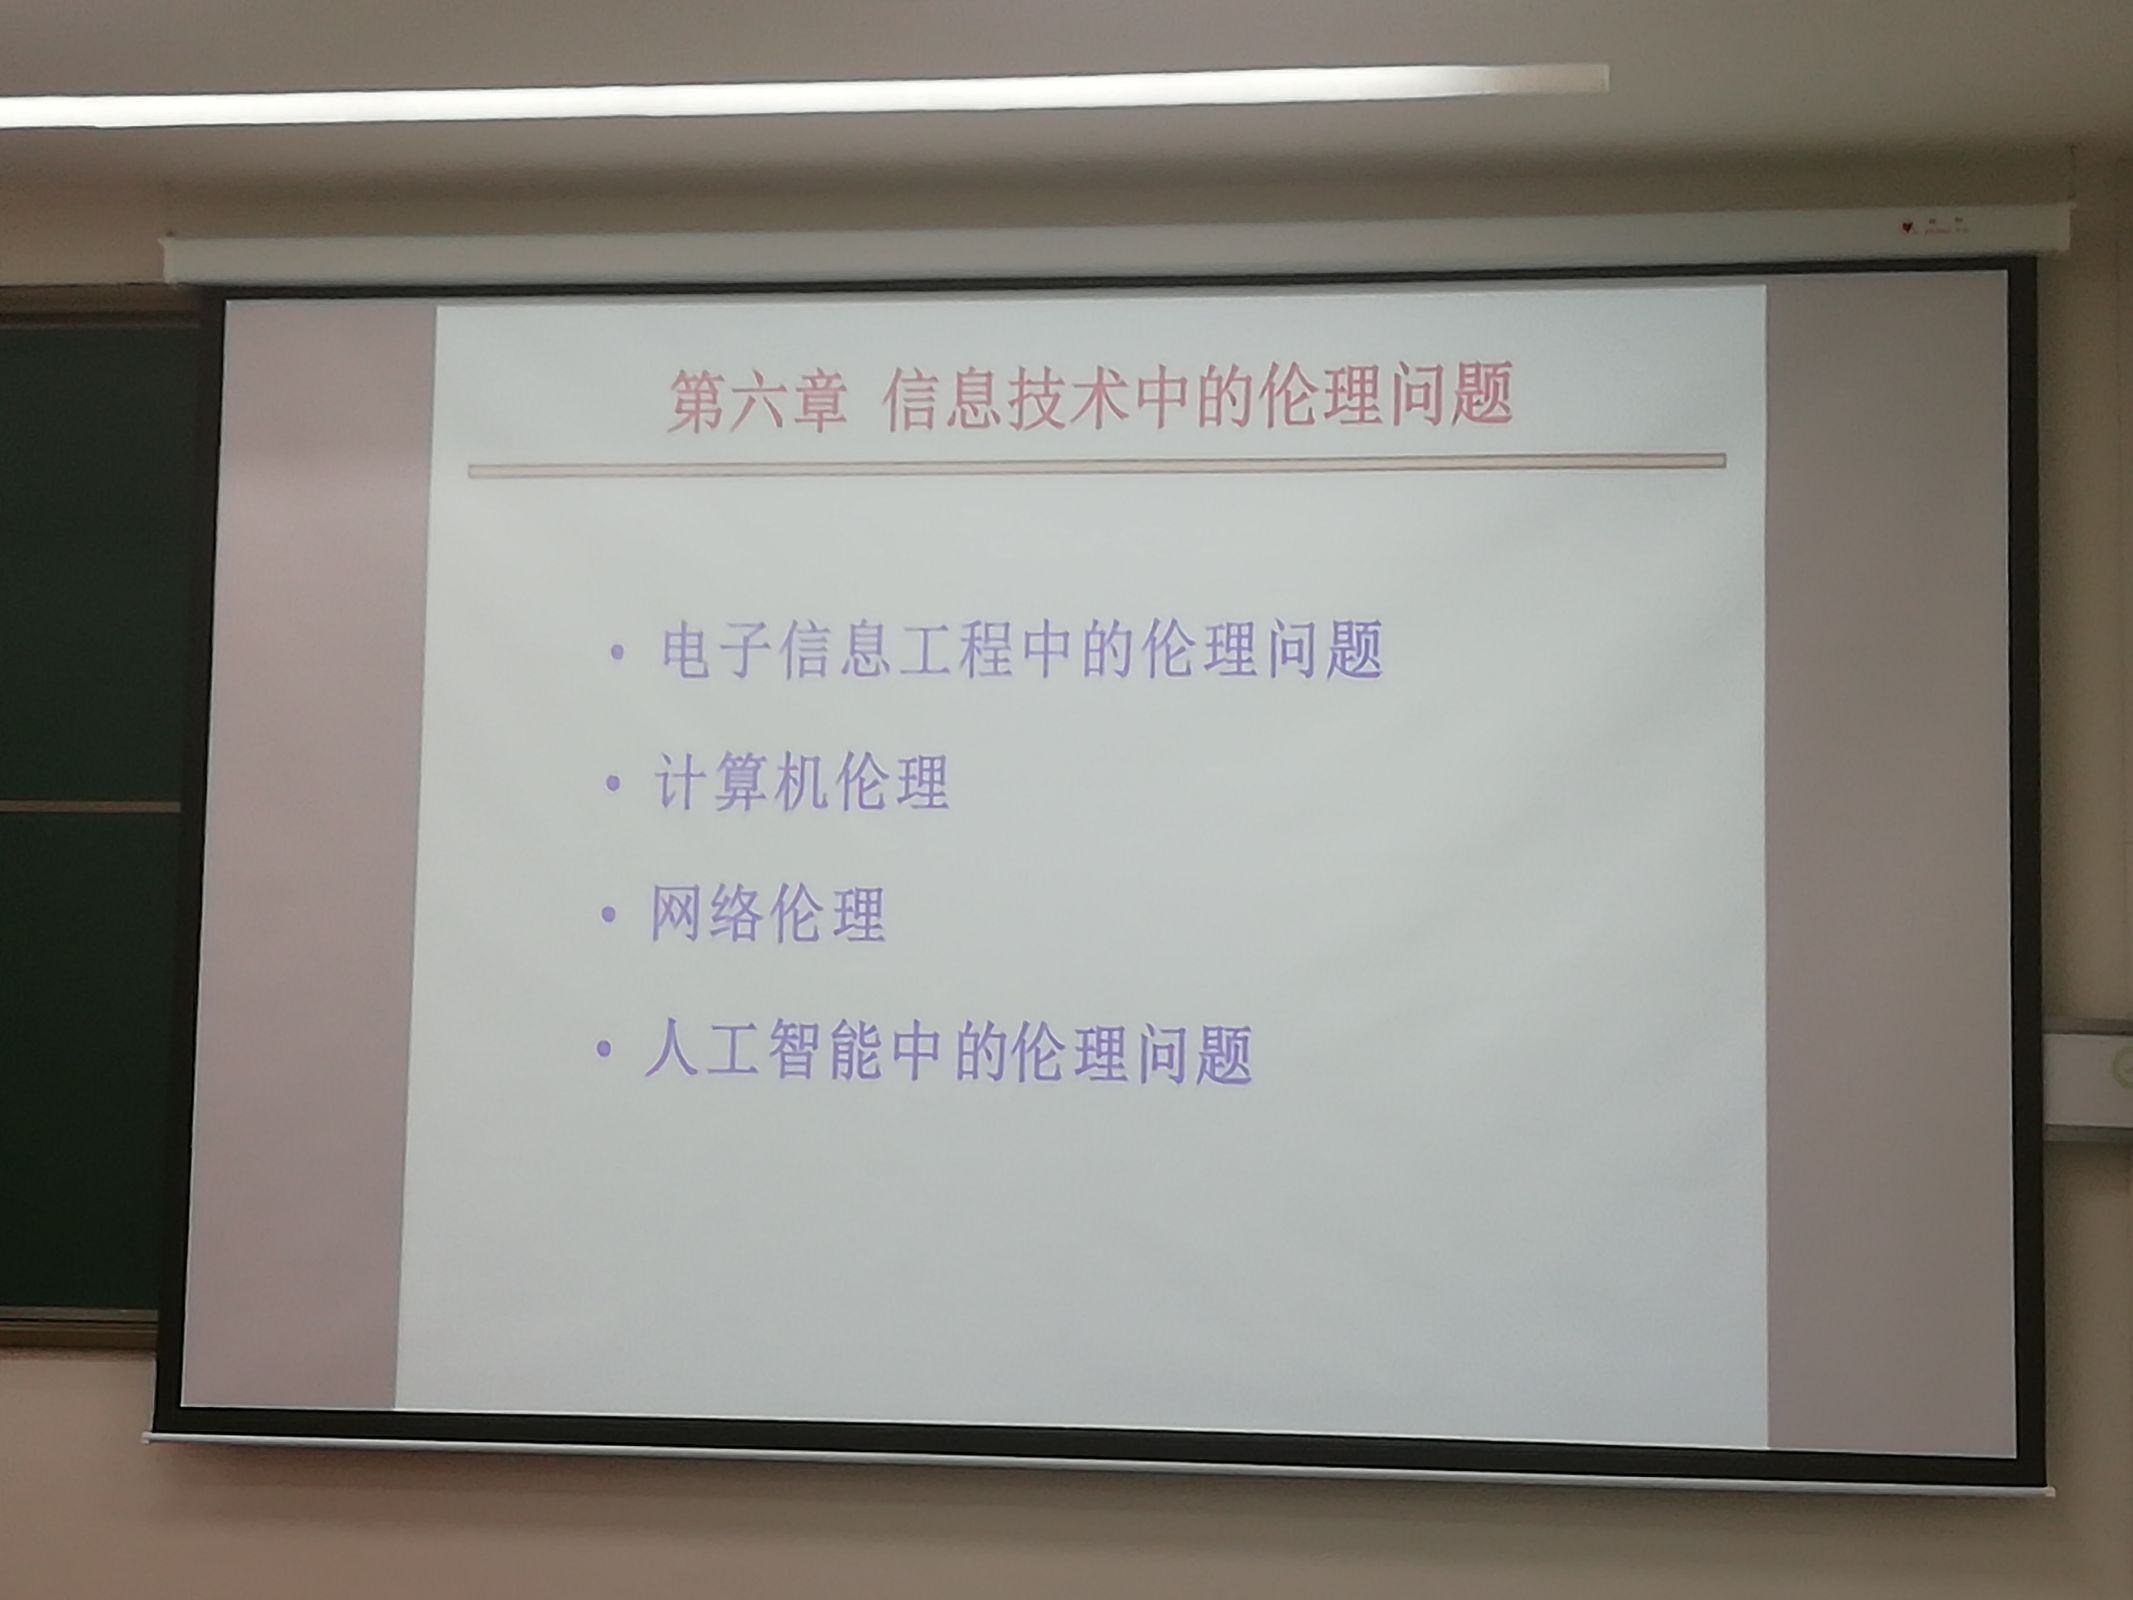 第六章 信息技术中的伦理问题
• 电子信息工程中的伦理问题
• 计算机伦理
• 网络伦理
• 人工智能中的伦理问题